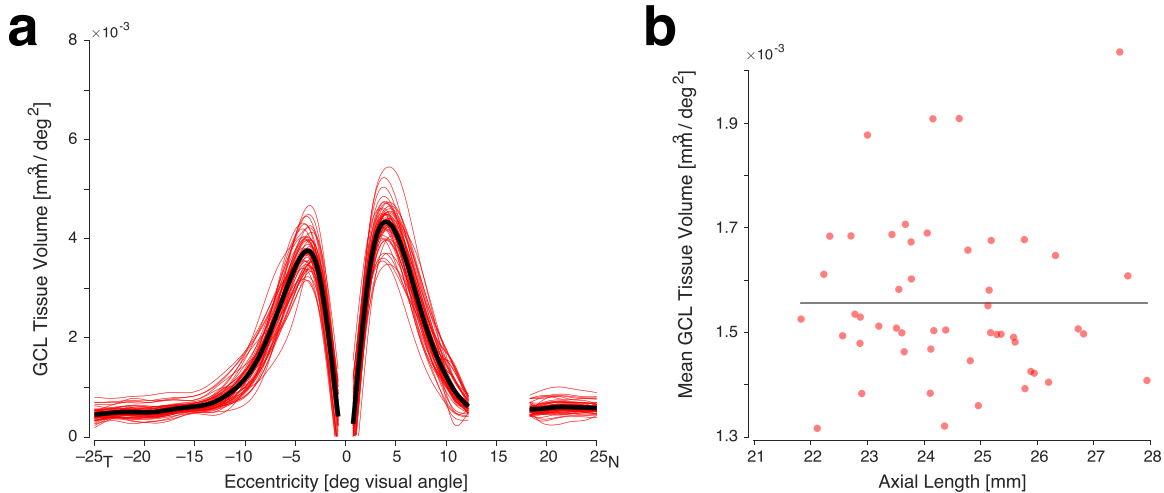 a
×10⁻³
8
6
4
2
0
GCL Tissue Volume [mm³ / deg²]
−25 T −20 −15 −10 −5 0 5 10 15 20 25 N
Eccentricity [deg visual angle]
b
×10⁻³
1.9
1.7
1.5
1.3
Mean GCL Tissue Volume [mm³ / deg²]
21 22 23 24 25 26 27 28
Axial Length [mm]